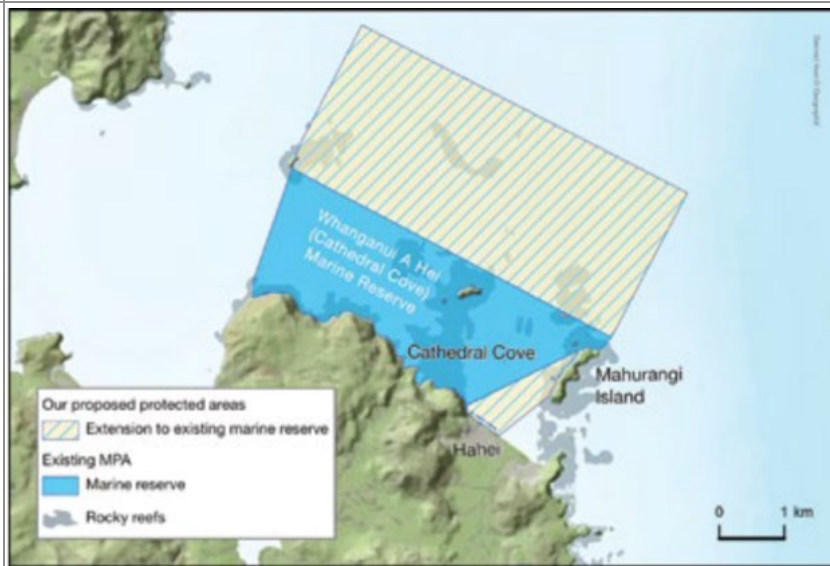 Whanganui A Hei
(Cathedral Cove)
Marine Reserve
Cathedral Cove
Mahurangi
Island
Hahei
Our proposed protected areas
Extension to existing marine reserve
Existing MPA
Marine reserve
Rocky reefs
0 1 km